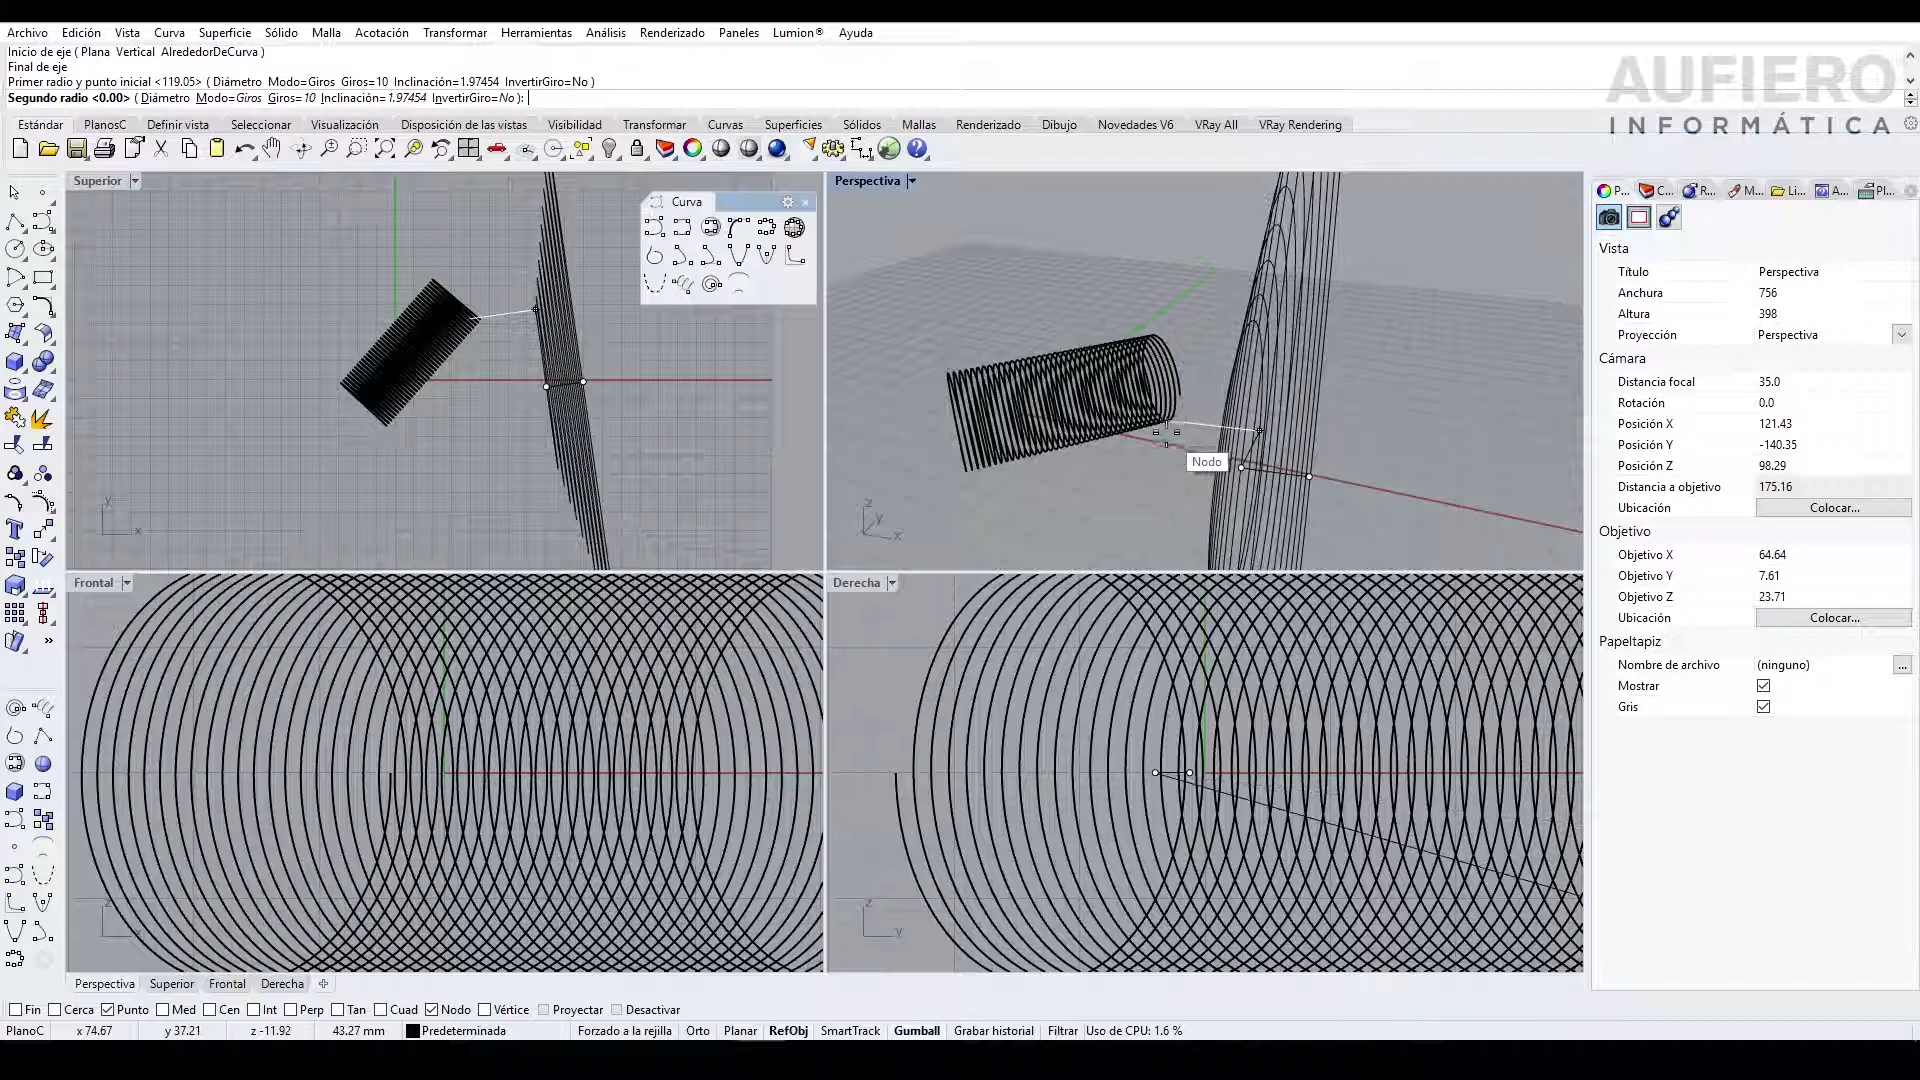 Archivo Edición Vista Curva Superficie Sólido Malla Acotación Transformar Herramientas Análisis Renderizado Paneles Lumion® Ayuda
Inicio de eje ( Plana Vertical AlrededorDeCurva )
Final de eje
Primer radio y punto inicial <119.05> ( Diámetro Modo=Giros Giros=10 Inclinación=1.97454 InvertirGiro=No )
Segundo radio <0.00> ( Diámetro Modo=Giros Giros=10 Inclinación=1.97454 InvertirGiro=No ):
AUFIERO
INFORMÁTICA
Estándar PlanosC Definir vista Seleccionar Visualización Disposición de las vistas Visibilidad Transformar Curvas Superficies Sólidos Mallas Renderizado Dibujo Novedades V6 VRay All VRay Rendering
Superior
Curva
y
x
Perspectiva
Nodo
z
y
x
Frontal
z
x
Derecha
z
y
P... C... R... M... Li... A... Pl...
Vista
Título Perspectiva
Anchura 756
Altura 398
Proyección Perspectiva
Cámara
Distancia focal 35.0
Rotación 0.0
Posición X 121.43
Posición Y -140.35
Posición Z 98.29
Distancia a objetivo 175.16
Ubicación Colocar...
Objetivo
Objetivo X 64.64
Objetivo Y 7.61
Objetivo Z 23.71
Ubicación Colocar...
Papeltapiz
Nombre de archivo (ninguno) ...
Mostrar
Gris
Perspectiva Superior Frontal Derecha
Fin Cerca Punto Med Cen Int Perp Tan Cuad Nodo Vértice Proyectar Desactivar
PlanoC x 74.67 y 37.21 z -11.92 43.27 mm Predeterminada Forzado a la rejilla Orto Planar RefObj SmartTrack Gumball Grabar historial Filtrar Uso de CPU: 1.6 %